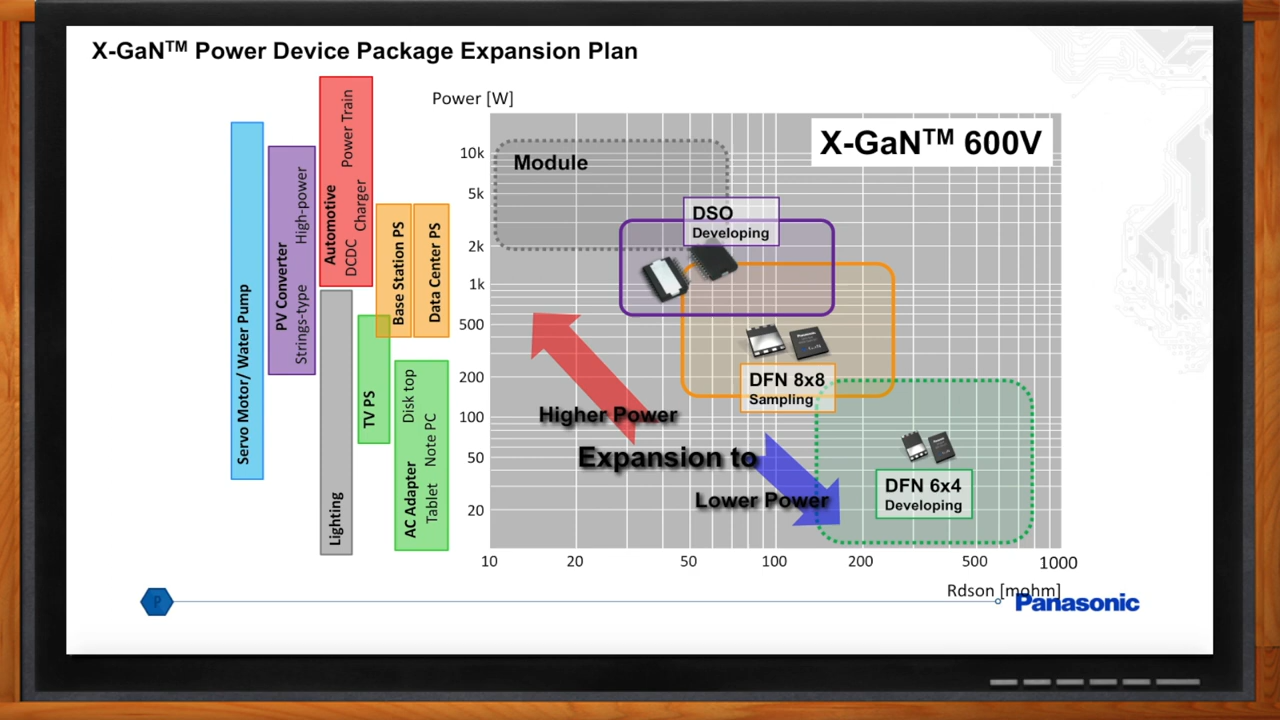 X-GaN™ Power Device Package Expansion Plan
Power [W]
X-GaN™ 600V
Module
DSO
Developing
DFN 8x8
Sampling
DFN 6x4
Developing
Higher Power
Expansion to
Lower Power
10k
5k
2k
1k
500
200
100
50
20
10
20
50
100
200
500
1000
Rdson [mohm]
Servo Motor/ Water Pump
PV Converter
Strings-type High-power
Automotive
DCDC Charger Power Train
Lighting
TV PS
Base Station PS
Data Center PS
AC Adapter
Tablet Note PC Disk top
P
Panasonic